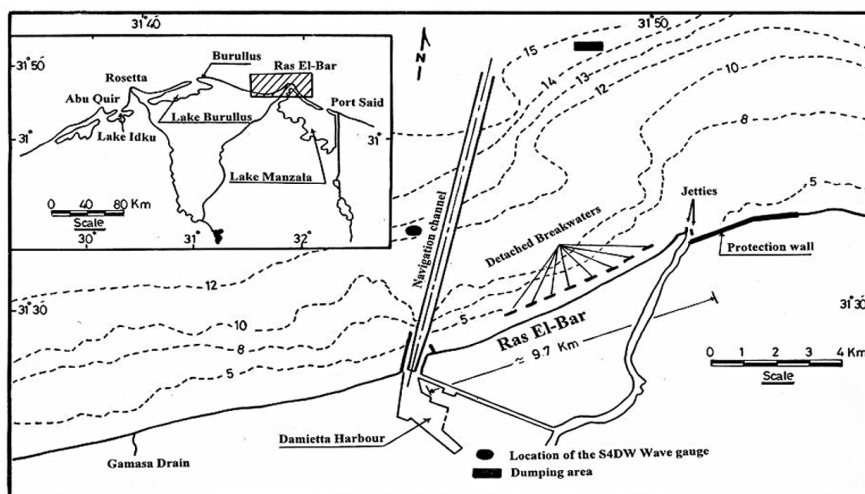 31°40
31°50
31°50
Burullus
Ras El-Bar
Rosetta
Abu Quir
Port Said
Lake Burullus
Lake Idku
31°
31°
Lake Manzala
0 40 80 Km
Scale
30°
31°
32°
N
15
14
13
12
10
8
5
Navigation channel
Detached Breakwaters
Jetties
Protection wall
12
10
8
5
5
31°30
31°30
Ras El-Bar
≈ 9.7 Km
0 1 2 3 4 Km
Scale
Damietta Harbour
Gamasa Drain
Location of the S4DW Wave gauge
Dumping area